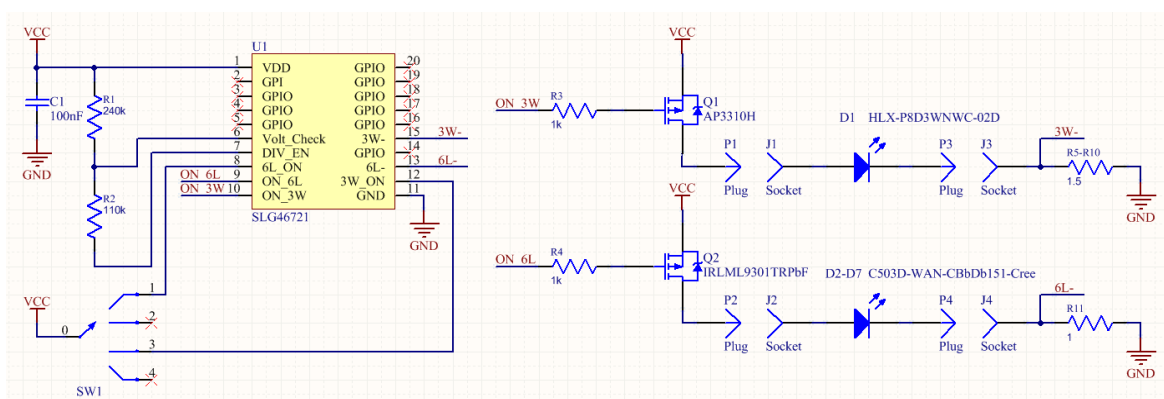 VCC
C1
100nF
GND
R1
240k
R2
110k
U1
1 VDD GPIO 20
2 GPI GPIO 19
3 GPIO GPIO 18
4 GPIO GPIO 17
5 GPIO GPIO 16
6 Volt_Check 3W- 15 3W-
7 DIV_EN GPIO 14
8 6L_ON 6L- 13 6L-
ON_6L 9 ON_6L 3W_ON 12
ON_3W 10 ON_3W GND 11
SLG46721
GND
VCC
0
1
2
3
4
SW1
VCC
ON_3W
R3
1k
Q1
AP3310H
P1
Plug
J1
Socket
D1 HLX-P8D3WNWC-02D
P3
Plug
J3
Socket
3W-
R5-R10
1.5
GND
VCC
ON_6L
R4
1k
Q2
IRLML9301TRPbF
P2
Plug
J2
Socket
D2-D7 C503D-WAN-CBbDb151-Cree
P4
Plug
J4
Socket
6L-
R11
1
GND